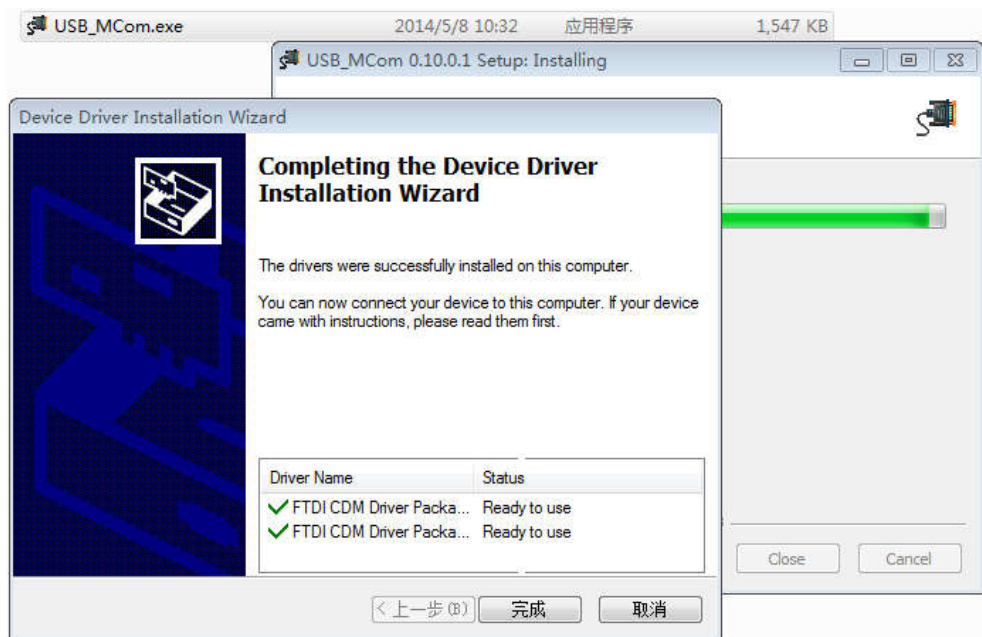 USB_MCom.exe 2014/5/8 10:32 应用程序 1,547 KB
USB_MCom 0.10.0.1 Setup: Installing
Device Driver Installation Wizard
Completing the Device Driver
Installation Wizard
The drivers were successfully installed on this computer.
You can now connect your device to this computer. If your device
came with instructions, please read them first.
Driver Name Status
FTDI CDM Driver Packa... Ready to use
FTDI CDM Driver Packa... Ready to use
Close Cancel
< 上一步(B) 完成 取消